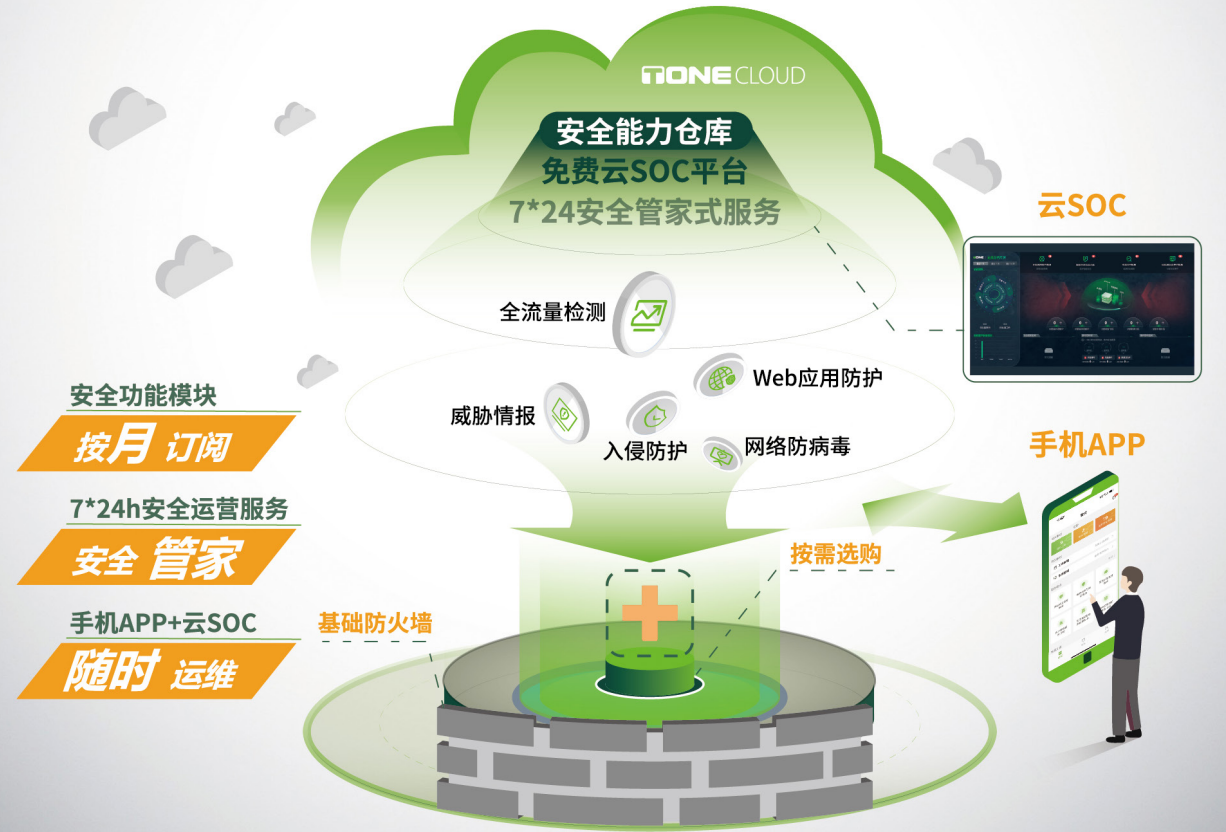 TONE CLOUD
安全能力仓库
免费云SOC平台
7*24安全管家式服务
云SOC
全流量检测
Web应用防护
威胁情报
入侵防护
网络防病毒
安全功能模块
按月 订阅
7*24h安全运营服务
安全 管家
手机APP+云SOC
随时 运维
手机APP
按需选购
基础防火墙